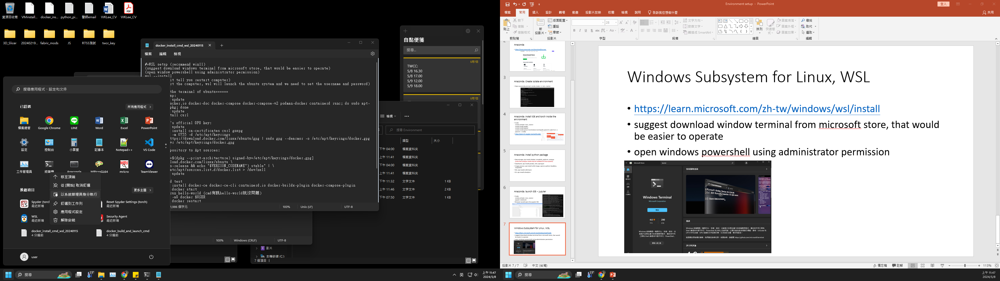 資源回收筒
VMinstall...
docker_ins...
python_pi...
醫師email
WKLee_CV
WKLee_CV
3D_Slicer
20240219...
fabric_mods
JS
RTSS測試
twcc_key
docker_install_cmd_wsl_20240115
檔案 編輯 檢視
#=WSL setup (recommend win11)
(suggest download windows terminal from microsoft store, that would be easier to operate)
(open window powershell using administrator permission)
wsl --install
it tell you restart computer)
rt the computer, wsl will launch the ubuntu system and we need to set the username and password)
the terminal of ubuntu======
up:
update
ocker.io docker-doc docker-compose docker-compose-v2 podman-docker containerd runc; do sudo apt-
pkg; done
update
tall curl
's official GPG key:
update
install ca-certificates curl gnupg
-m 0755 -d /etc/apt/keyrings
ttps://download.docker.com/linux/ubuntu/gpg | sudo gpg --dearmor -o /etc/apt/keyrings/docker.gpg
+r /etc/apt/keyrings/docker.gpg
pository to Apt sources:
=$(dpkg --print-architecture) signed-by=/etc/apt/keyrings/docker.gpg]
load.docker.com/linux/ubuntu \
s-release && echo "$VERSION_CODENAME") stable" | \
etc/apt/sources.list.d/docker.list > /dev/null
update
d test
install docker-ce docker-ce-cli containerd.io docker-buildx-plugin docker-compose-plugin
docker start
run hello-world (cmd有跳hello-world就沒問題)
-aG docker $USER
docker restart
1,986 個字元
100%
Unix (LF)
UTF-8
自黏便箋
搜尋...
5月7日
TWCC:
5/8 16.30
5/8 17.00
5/9 12.00
5/9 18.00
5月7日
檢視
搜尋 Environment
類型
大小
下午 04:00 檔案資料夾
上午 11:41 檔案資料夾
下午 04:00 檔案資料夾
上午 11:41 檔案資料夾
下午 11:32 文字文件 1 KB
上午 11:46 文字文件 2 KB
下午 07:50 文字文件 1 KB
影片
本機磁碟 (C:)
7 個項目
100%
Windows (CRLF)
UTF-8
搜尋應用程式、設定和文件
已釘選
所有應用程式
檔案總管
Google Chrome
LINE
Word
Excel
PowerPoint
設定
控制台
小算盤
記事本
Notepad++
VS Code
工作管理員
終端機
Anaconda
MRIcroGL64
mricro
TeamViewer
移至頂端
從 [開始] 取消釘選
以系統管理員身分執行
釘選到工作列
應用程式設定
解除安裝
推薦項目
更多主題
Spyder (torch
最近新增
Reset Spyder Settings (torch)
最近新增
WSL
最近新增
Security Agent
最近新增
docker_install_cmd_wsl_20240115
4 分鐘前
docker_build_and_launch_cmd
4 分鐘前
user
搜尋
23°
英
上午 11:47
2024/5/8
Environment setup - PowerPoint
登入
檔案 常用 插入 設計 轉場 動畫 投影片放映 校閱 檢視 說明 告訴我您想做什麼
共用
貼上
剪下
複製
複製格式
剪貼簿
新
投影片
版面配置
重設
章節
投影片
28
字型
文字方向
對齊文字
轉換成 SmartArt
段落
排列
快速樣
式
圖案填滿
圖案外框
圖案效果
繪圖
尋找
取代
選取
編輯
2
Anaconda
Download Now
3
Anaconda: Create isolate environment
4
Anaconda: install IDE and torch inside the
environment
5
Anaconda: install python package
6
Anaconda: launch IDE -- jupyter
7
Windows Subsystem for Linux, WSL
Windows Subsystem for Linux, WSL
• https://learn.microsoft.com/zh-tw/windows/wsl/install
• suggest download window terminal from microsoft store, that would
be easier to operate
• open windows powershell using administrator permission
Microsoft Store
Windows Terminal
Microsoft Corporation
4.6
290
投影片 7 / 7
中文 (台灣)
備忘稿
註解
113%
搜尋
23°
上午 11:47
2024/5/8